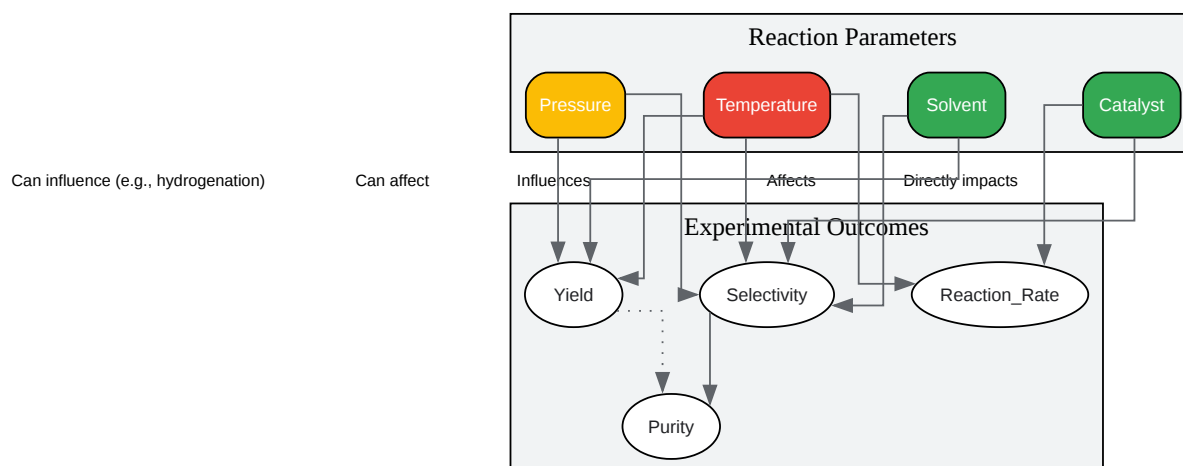 Reaction Parameters
Pressure
Temperature
Solvent
Catalyst
Can influence (e.g., hydrogenation)
Can affect
Influences
Affects
Directly impacts
Experimental Outcomes
Yield
Selectivity
Reaction_Rate
Purity